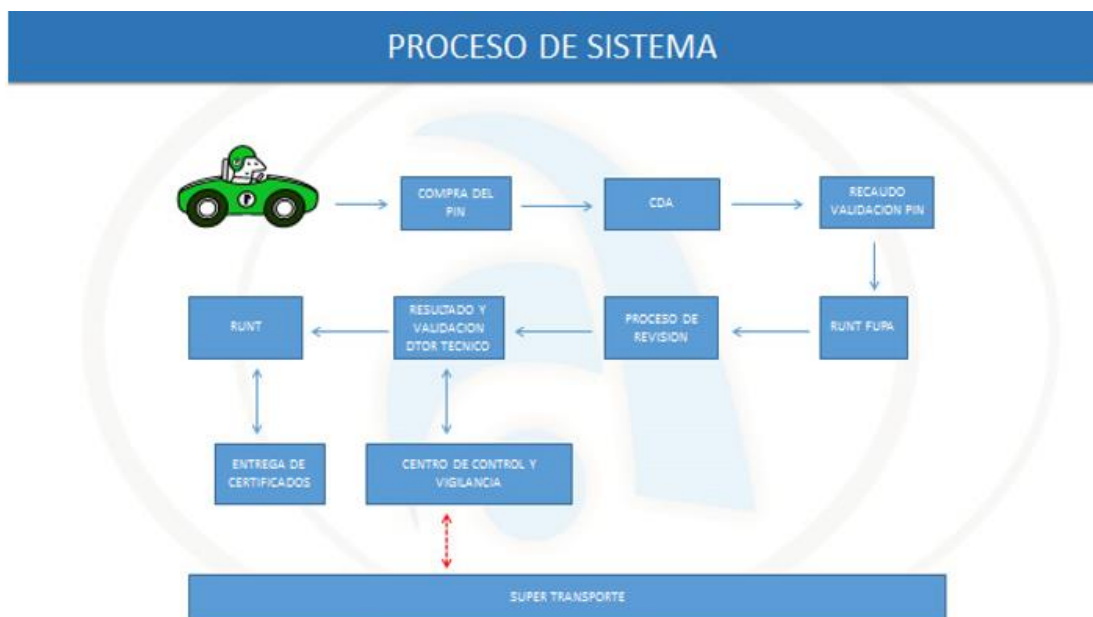 PROCESO DE SISTEMA
COMPRA DEL
PIN
CDA
RECAUDO
VALIDACION PIN
RUNT
RESULTADO Y
VALIDACION
DTOR TECNICO
PROCESO DE
REVISION
RUNT FUPA
ENTREGA DE
CERTIFICADOS
CENTRO DE CONTROL Y
VIGILANCIA
SUPER TRANSPORTE